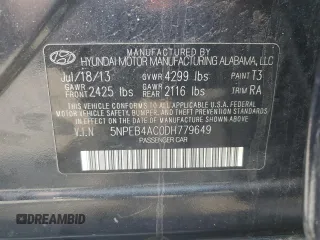 MANUFACTURED BY
HYUNDAI MOTOR MANUFACTURING ALABAMA, LLC
Jul/18/13 GVWR 4299 lbs PAINT T3
FRONT GAWR 2425 lbs REAR GAWR 2116 lbs TRIM RA
V.I.N 5NPEB4AC0DH779649
PASSENGER CAR
THIS VEHICLE CONFORMS TO ALL APPLICABLE
FEDERAL MOTOR VEHICLE SAFETY, BUMPER, AND
THEFT PREVENTION STANDARDS IN EFFECT ON
THE DATE OF MANUFACTURE SHOWN ABOVE.
DREAMBID